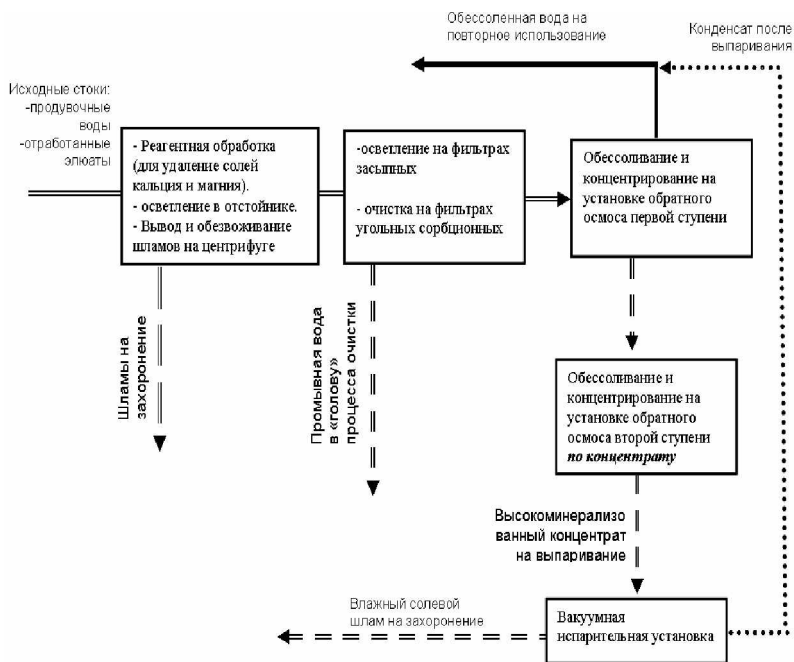 Обессоленная вода на
повторное использование
Конденсат после
выпаривания
Исходные стоки:
-продувочные
воды
-отработанные
элюаты
- Реагентная обработка
(для удаление солей
кальция и магния).
- осветление в отстойнике.
- Вывод и обезвоживание
шламов на центрифуге
-осветление на фильтрах
засыпных
- очистка на фильтрах
угольных сорбционных
Обессоливание и
концентрирование на
установке обратного
осмоса первой ступени
Шламы на
захоронение
Промывная вода
в «голову»
процесса очистки
Обессоливание и
концентрирование на
установке обратного
осмоса второй ступени
по концентрату
Высокоминерализо
ванный концентрат
на выпаривание
Влажный солевой
шлам на захоронение
Вакуумная
испарительная установка